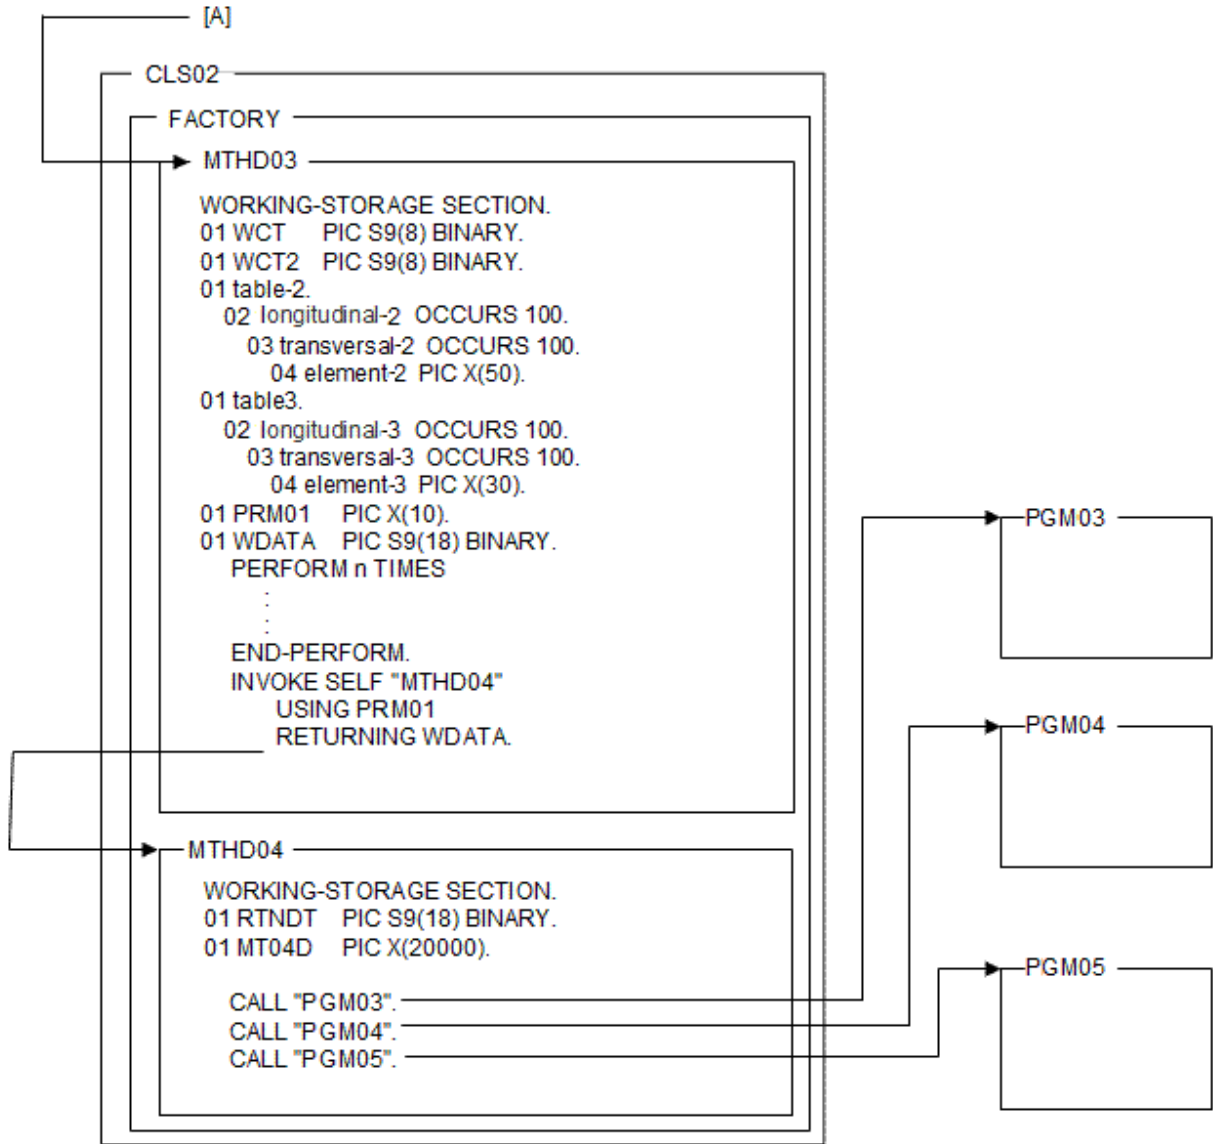 [A]
CLS02
FACTORY
MTHD03
WORKING-STORAGE SECTION.
01 WCT PIC S9(8) BINARY.
01 WCT2 PIC S9(8) BINARY.
01 table-2.
02 longitudinal-2 OCCURS 100.
03 transversal-2 OCCURS 100.
04 element-2 PIC X(50).
01 table3.
02 longitudinal-3 OCCURS 100.
03 transversal-3 OCCURS 100.
04 element-3 PIC X(30).
01 PRM01 PIC X(10).
01 WDATA PIC S9(18) BINARY.
PERFORM n TIMES
:
:
END-PERFORM.
INVOKE SELF "MTHD04"
USING PRM01
RETURNING WDATA.
MTHD04
WORKING-STORAGE SECTION.
01 RTNDT PIC S9(18) BINARY.
01 MT04D PIC X(20000).
CALL "PGM03".
CALL "PGM04".
CALL "PGM05".
PGM03
PGM04
PGM05